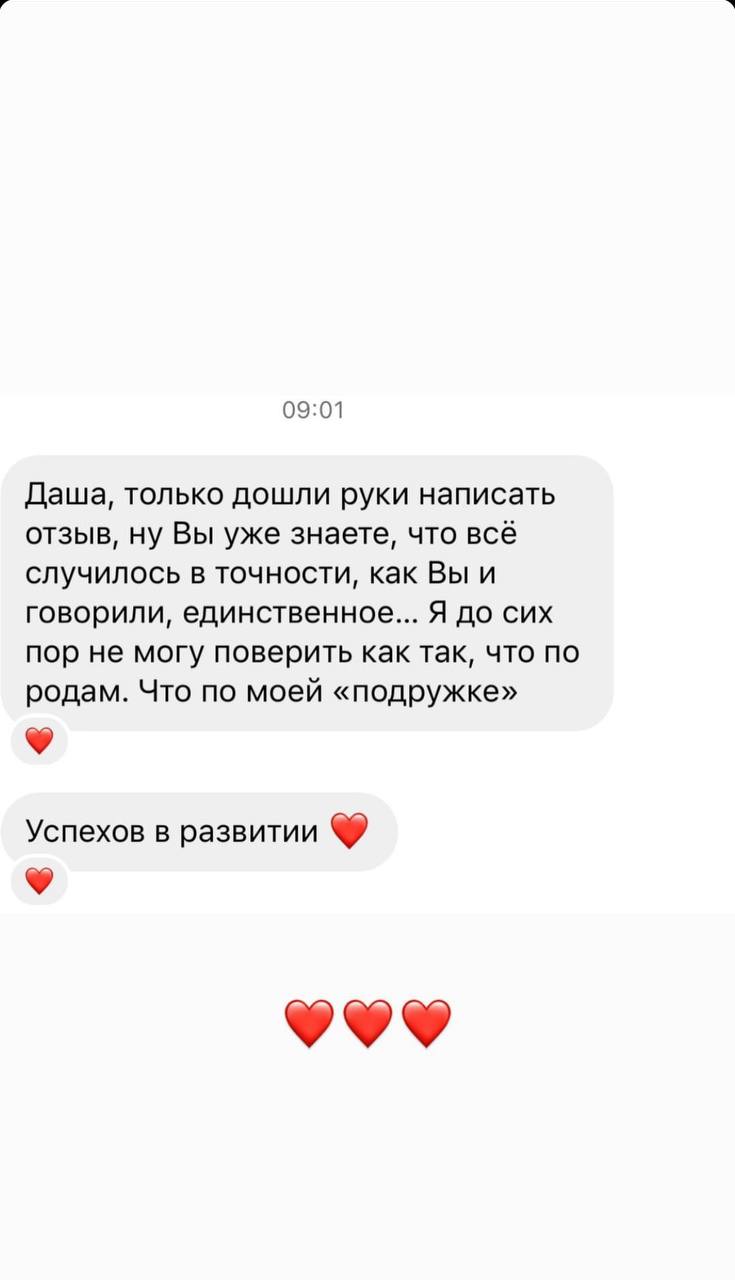 09:01
Даша, только дошли руки написать
отзыв, ну Вы уже знаете, что всё
случилось в точности, как Вы и
говорили, единственное... Я до сих
пор не могу поверить как так, что по
родам. Что по моей «подружке»
❤️
Успехов в развитии ❤️
❤️
❤️❤️❤️